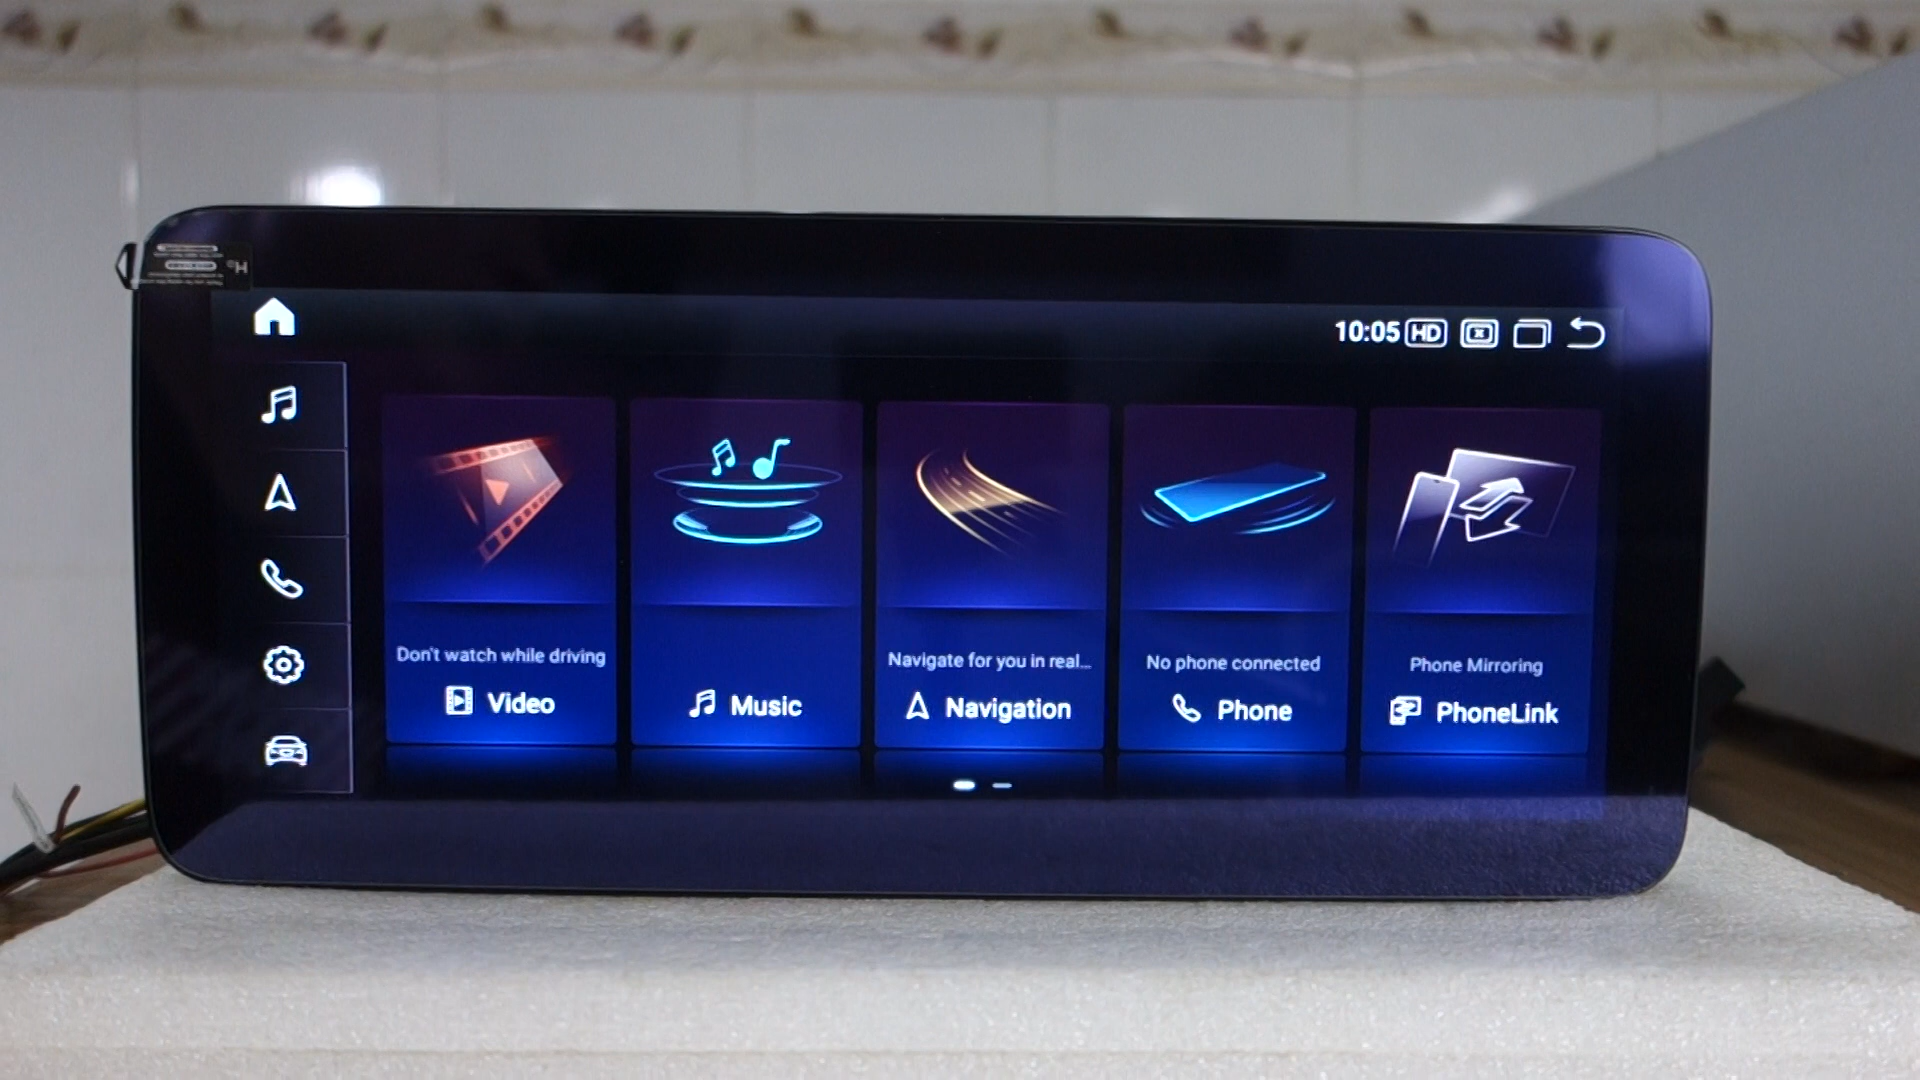 10:05 HD
Don't watch while driving
Video
Music
Navigate for you in real...
Navigation
No phone connected
Phone
Phone Mirroring
PhoneLink